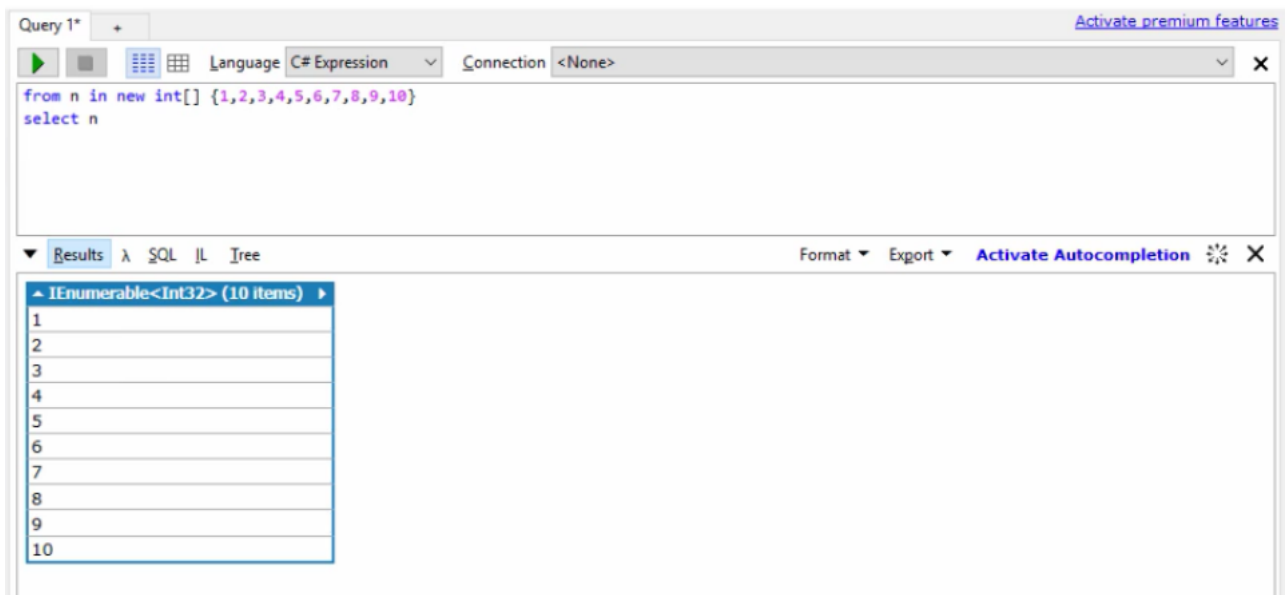 Query 1* +
Activate premium features
Language C# Expression Connection <None>
from n in new int[] {1,2,3,4,5,6,7,8,9,10}
select n
Results λ SQL IL Tree Format Export Activate Autocompletion
IEnumerable<Int32> (10 items)
1
2
3
4
5
6
7
8
9
10